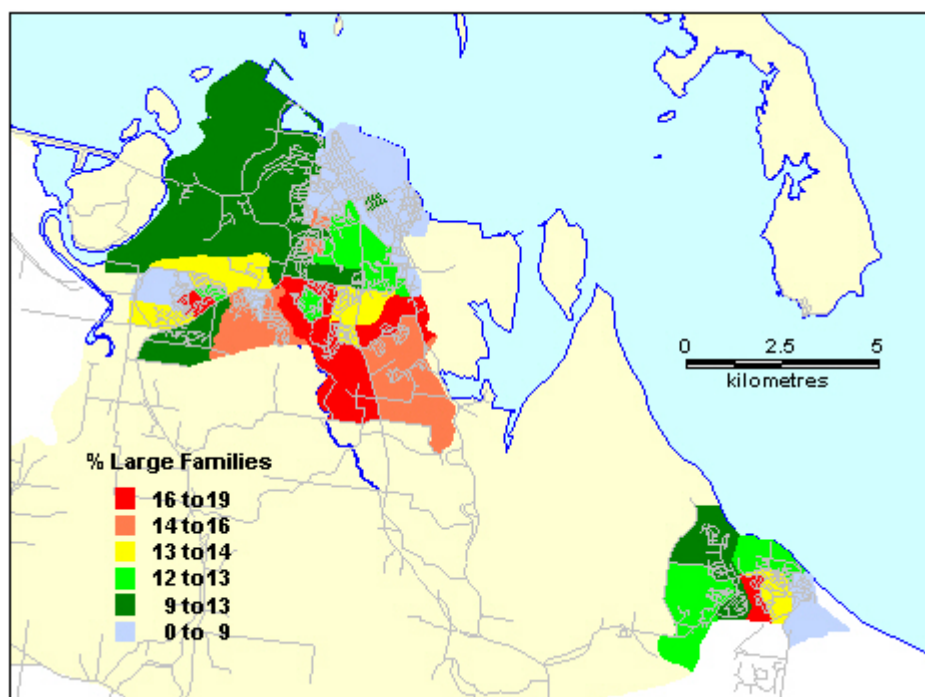 0 2.5 5
kilometres
% Large Families
16 to 19
14 to 16
13 to 14
12 to 13
9 to 13
0 to 9